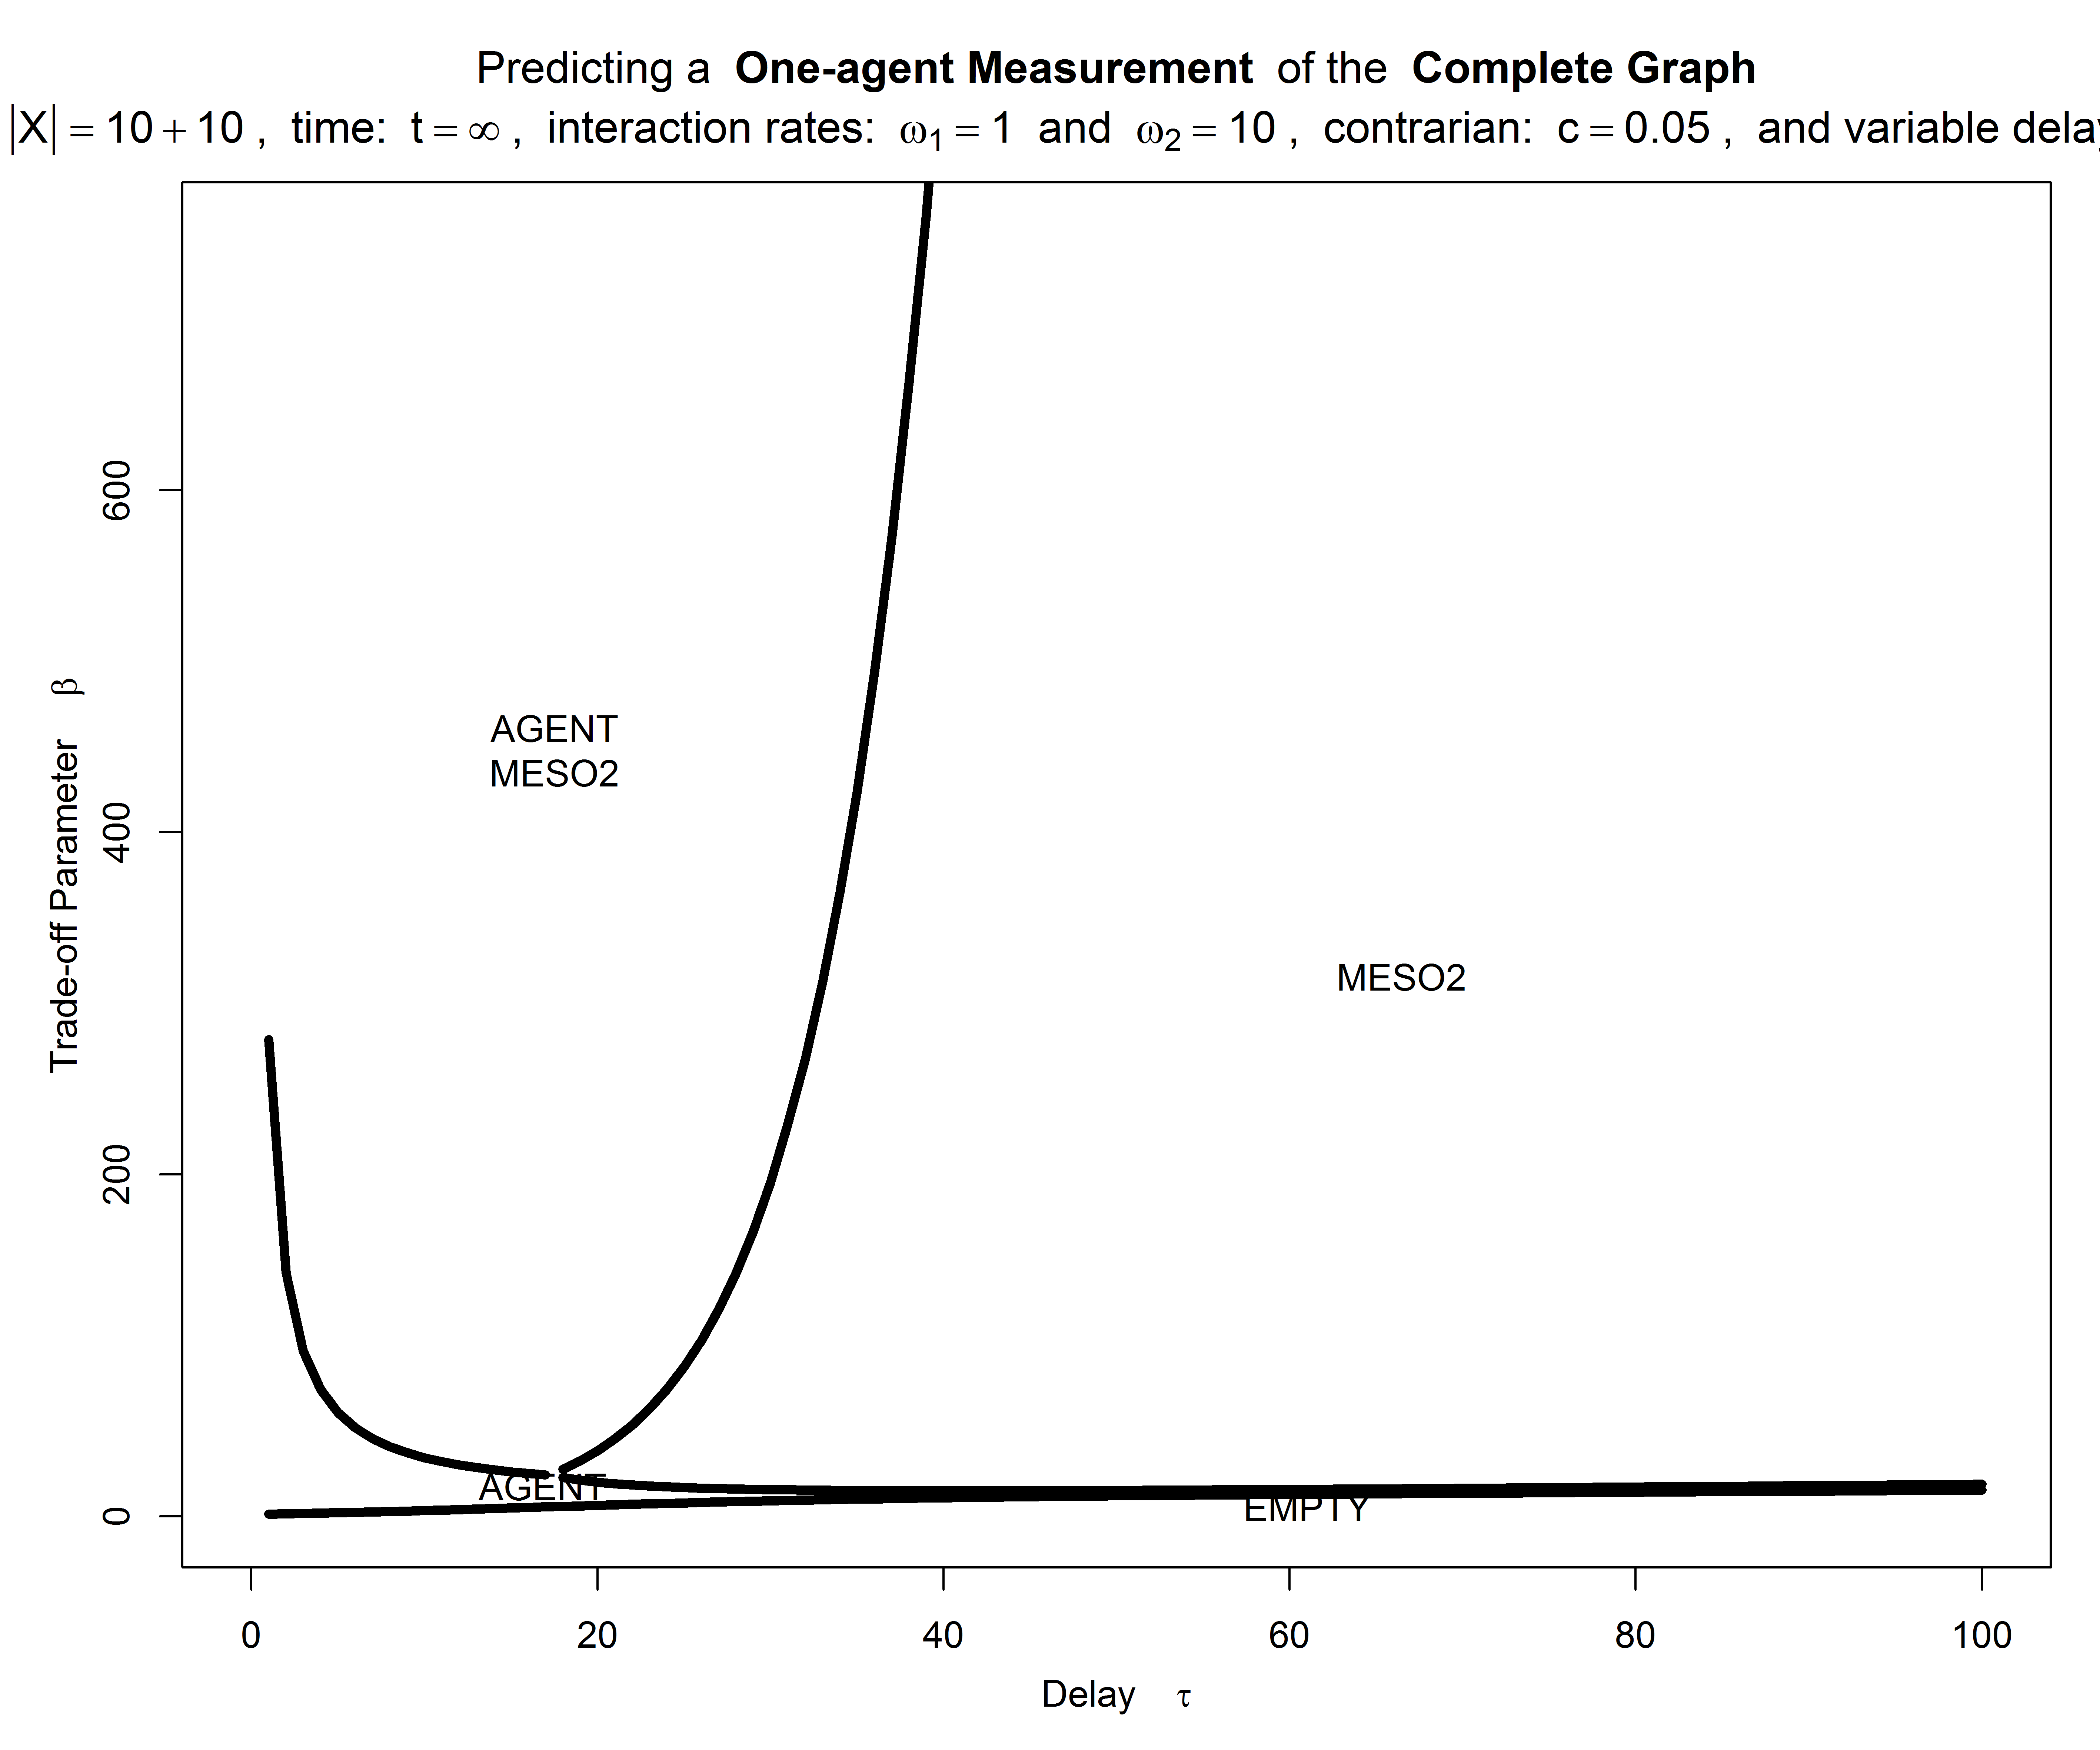 Predicting a One-agent Measurement of the Complete Graph
|X| = 10 + 10 , time: t = ∞ , interaction rates: ω1 = 1 and ω2 = 10 , contrarian: c = 0.05 , and variable delay
Trade-off Parameter β
600
400
200
0
AGENT
MESO2
MESO2
AGENT
EMPTY
0 20 40 60 80 100
Delay τ